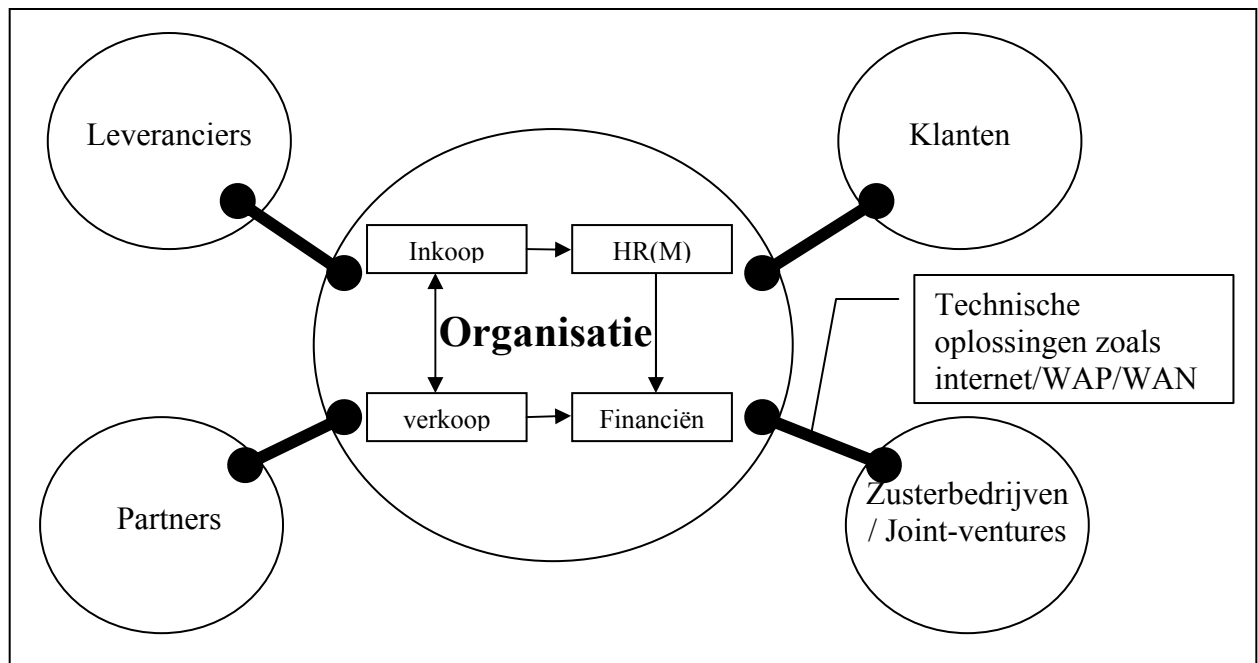 Leveranciers
Klanten
Inkoop
HR(M)
Organisatie
verkoop
Financiën
Technische
oplossingen zoals
internet/WAP/WAN
Partners
Zusterbedrijven
/ Joint-ventures